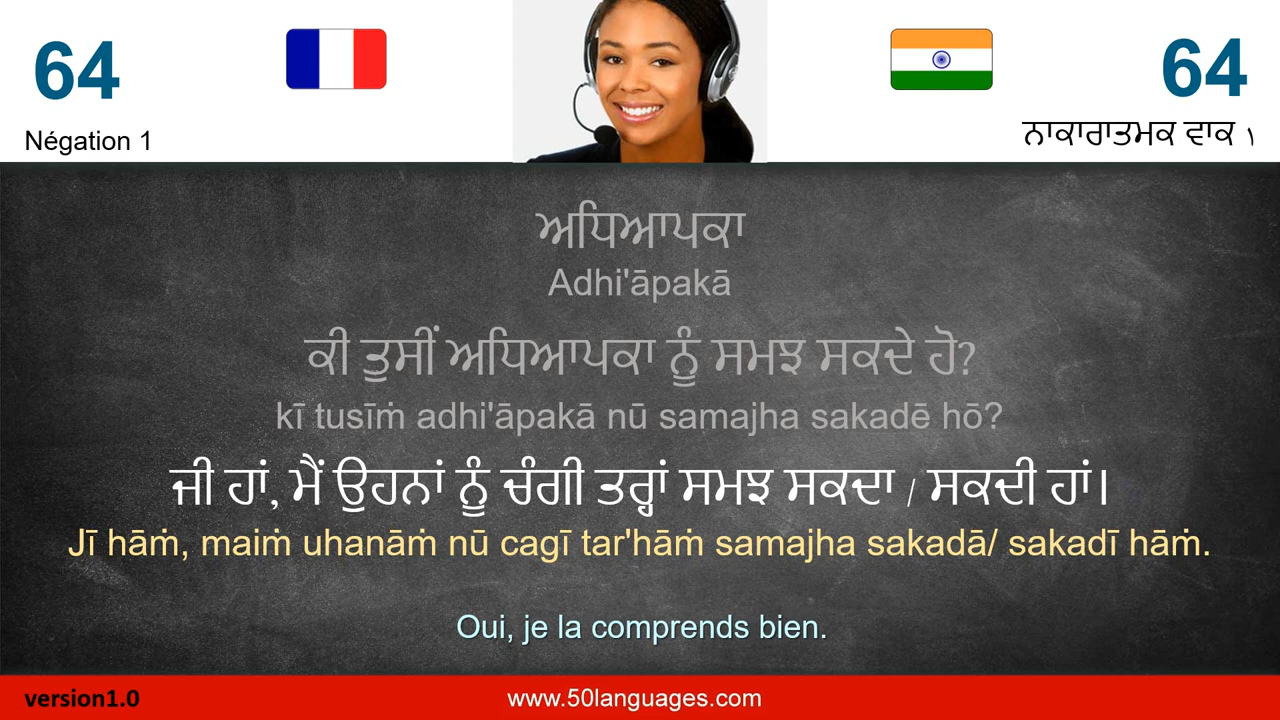 64
64
Négation 1
ਨਾਕਾਰਾਤਮਕ ਵਾਕ ੧
ਅਧਿਆਪਕਾ
Adhi'āpakā
ਕੀ ਤੁਸੀਂ ਅਧਿਆਪਕਾ ਨੂੰ ਸਮਝ ਸਕਦੇ ਹੋ?
kī tusīṁ adhi'āpakā nū samajha sakadē hō?
ਜੀ ਹਾਂ, ਮੈਂ ਉਹਨਾਂ ਨੂੰ ਚੰਗੀ ਤਰ੍ਹਾਂ ਸਮਝ ਸਕਦਾ / ਸਕਦੀ ਹਾਂ।
Jī hāṁ, maiṁ uhanāṁ nū cagī tar'hāṁ samajha sakadā/ sakadī hāṁ.
Oui, je la comprends bien.
version1.0
www.50languages.com